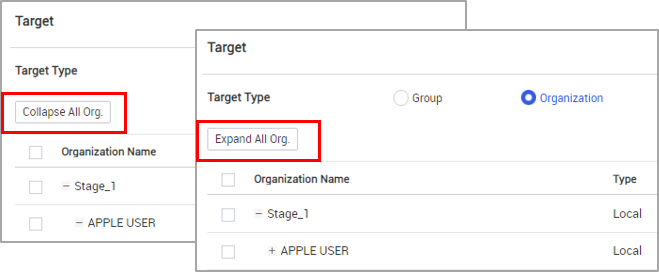 Target
Target Type
Collapse All Org.
Organization Name
Stage_1
APPLE USER
Target
Target Type Group Organization
Expand All Org.
Organization Name Type
Stage_1 Local
APPLE USER Local